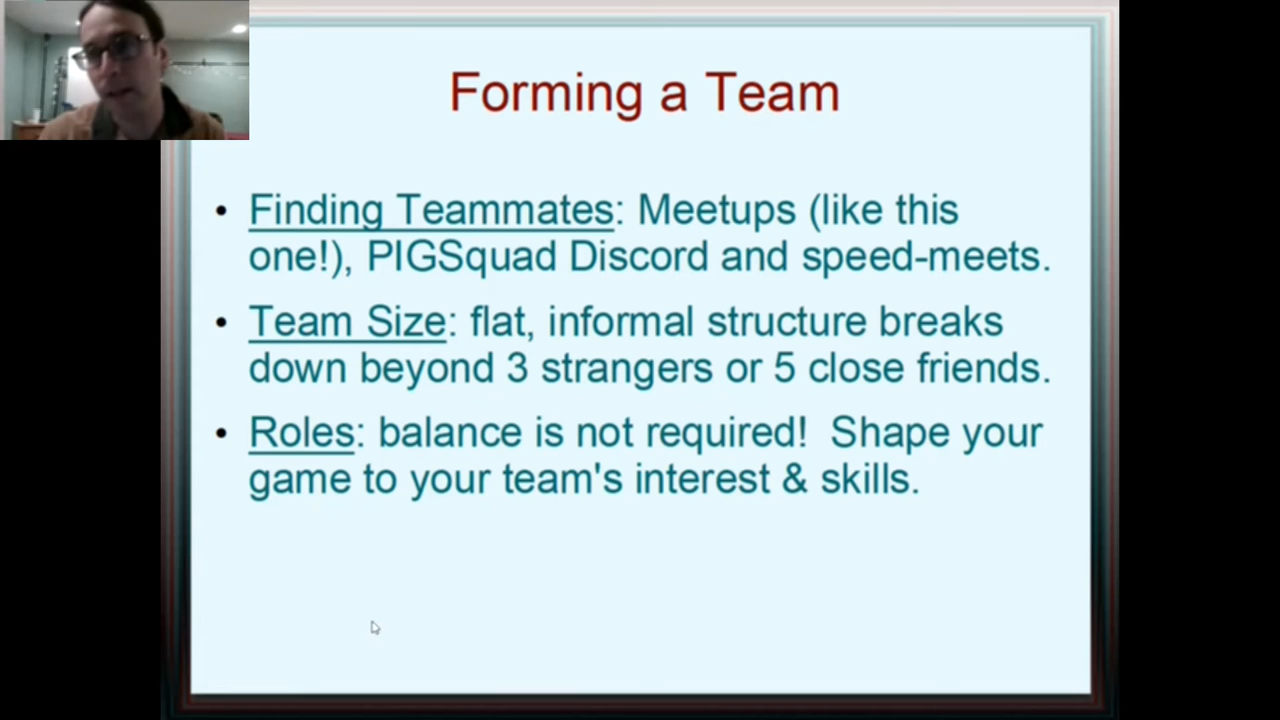 Forming a Team
• Finding Teammates: Meetups (like this
one!), PIGSquad Discord and speed-meets.
• Team Size: flat, informal structure breaks
down beyond 3 strangers or 5 close friends.
• Roles: balance is not required!  Shape your
game to your team's interest & skills.